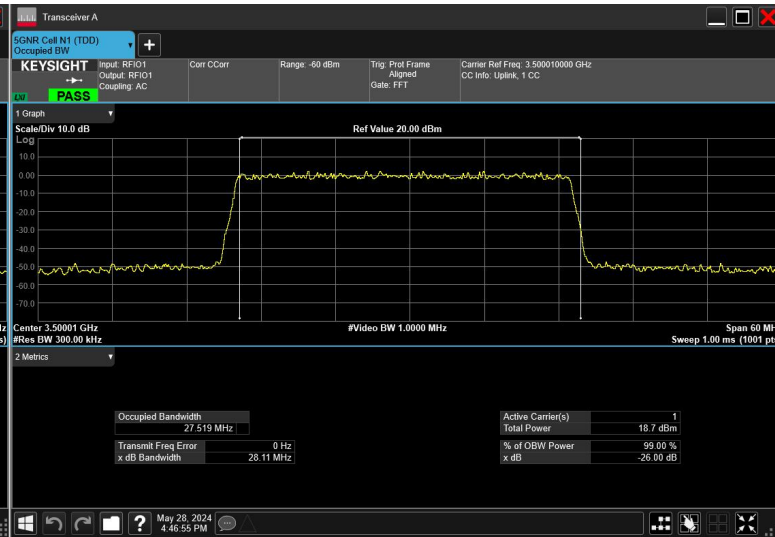 Transceiver A
5GNR Cell N1 (TDD)
Occupied BW
KEYSIGHT
LXI
PASS
Input: RFIO1
Output: RFIO1
Coupling: AC
Corr CCorr
Range: -60 dBm
Trig: Prot Frame
Aligned
Gate: FFT
Carrier Ref Freq: 3.500010000 GHz
CC Info: Uplink, 1 CC
1 Graph
Scale/Div 10.0 dB
Ref Value 20.00 dBm
Log
10.0
0.00
-10.0
-20.0
-30.0
-40.0
-50.0
-60.0
-70.0
Center 3.50001 GHz
#Video BW 1.0000 MHz
Span 60 MH
#Res BW 300.00 kHz
Sweep 1.00 ms (1001 pt
2 Metrics
Occupied Bandwidth
27.519 MHz
Transmit Freq Error 0 Hz
x dB Bandwidth 28.11 MHz
Active Carrier(s) 1
Total Power 18.7 dBm
% of OBW Power 99.00 %
x dB -26.00 dB
May 28, 2024
4:46:55 PM